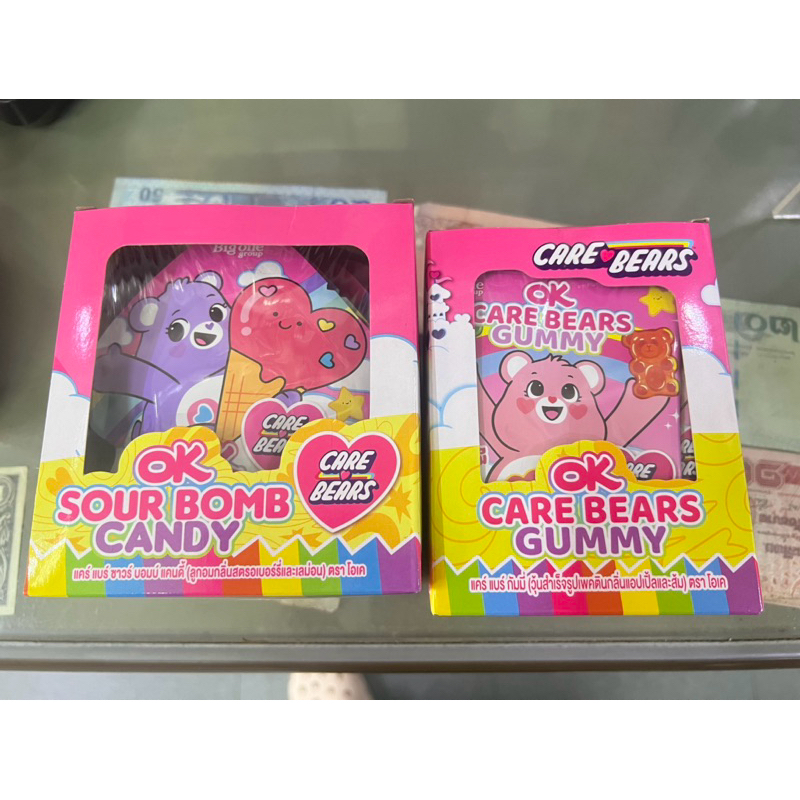 Big one
group
OK
SOUR BOMB
CANDY
CARE
BEARS
CARE
BEARS
แคร์ แบร์ ซาวร์ บอมบ์ แคนดี้ (ลูกอมกลิ่นสตรอเบอร์รี่และเลม่อน) ตรา โอเค
CARE BEARS
OK
CARE BEARS
GUMMY
CARE
OK
CARE BEARS
GUMMY
แคร์ แบร์ กัมมี่ (วุ้นสำเร็จรูปเพคตินกลิ่นแอปเปิ้ลและส้ม) ตรา โอเค
50